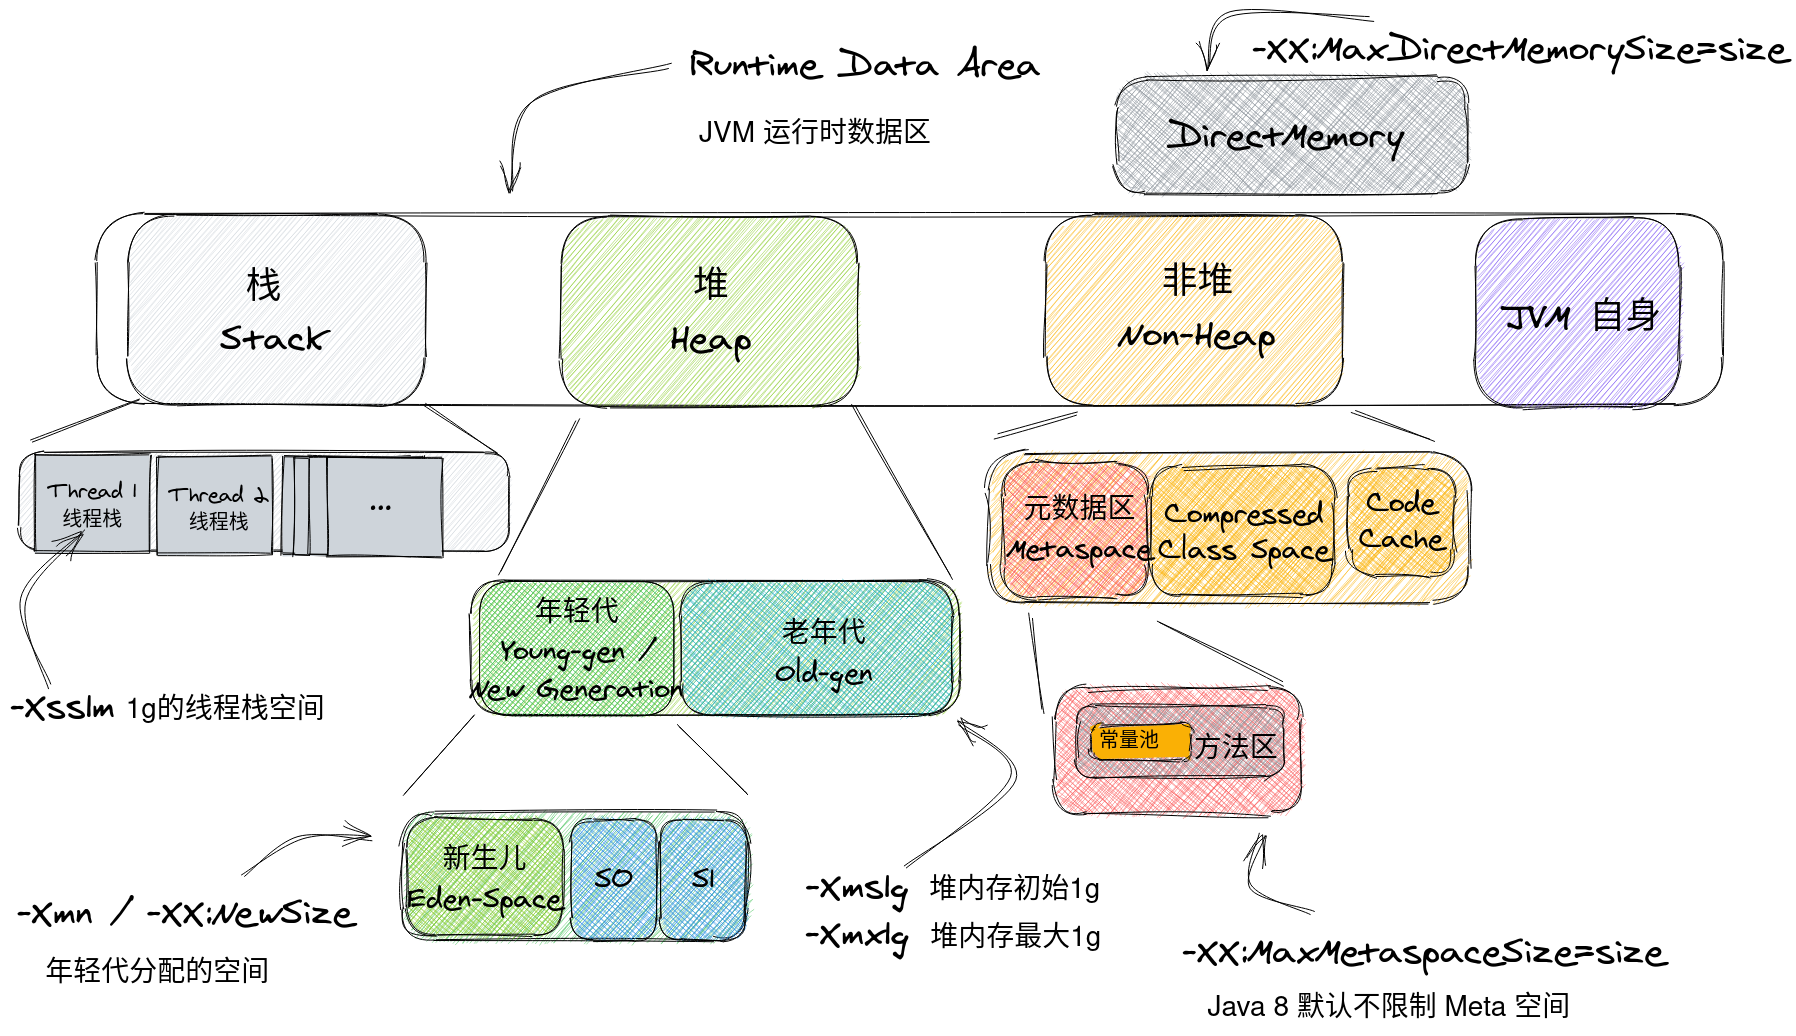 -XX:MaxDirectMemorySize=size
Runtime Data Area
JVM 运行时数据区
DirectMemory
栈
Stack
堆
Heap
非堆
Non-Heap
JVM 自身
Thread 1
线程栈
Thread 2
线程栈
...
元数据区
Metaspace
Compressed
Class Space
Code
Cache
年轻代
Young-gen /
New Generation
老年代
Old-gen
-Xss1m 1g的线程栈空间
常量池
方法区
新生儿
Eden-Space
S0
S1
-Xmn / -XX:NewSize
年轻代分配的空间
-Xms1g 堆内存初始1g
-Xmx1g 堆内存最大1g
-XX:MaxMetaspaceSize=size
Java 8 默认不限制 Meta 空间